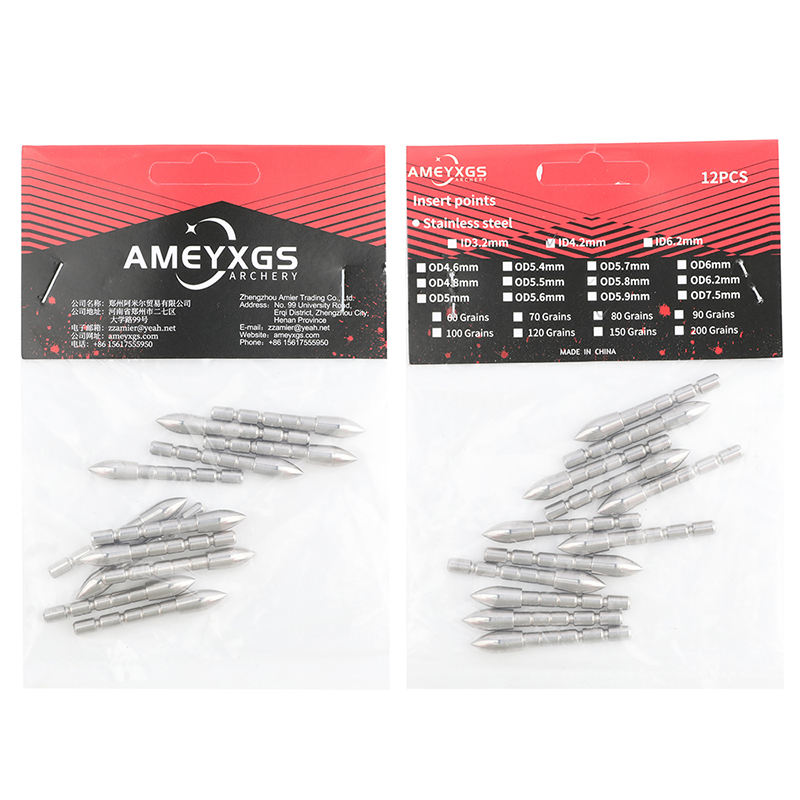 AMEYXGS
ARCHERY
公司名称：郑州阿米尔贸易有限公司
公司地址：河南省郑州市二七区
大学路99号
电子邮箱：zzamier@yeah.net
公司网址：ameyxgs.com
电话：+86 15617555950
Zhengzhou Amier Trading Co., Ltd.
Address: No. 99 University Road,
Erqi District, Zhengzhou City,
Henan Province
E-mail: zzamier@yeah.net
Website: ameyxgs.com
Phone: +86 15617555950
AMEYXGS
ARCHERY
12PCS
Insert points
Stainless steel
ID3.2mm ID4.2mm ID6.2mm
OD4.6mm OD5.4mm OD5.7mm OD6mm
OD4.8mm OD5.5mm OD5.8mm OD6.2mm
OD5mm OD5.6mm OD5.9mm OD7.5mm
60 Grains 70 Grains 80 Grains 90 Grains
100 Grains 120 Grains 150 Grains 200 Grains
MADE IN CHINA